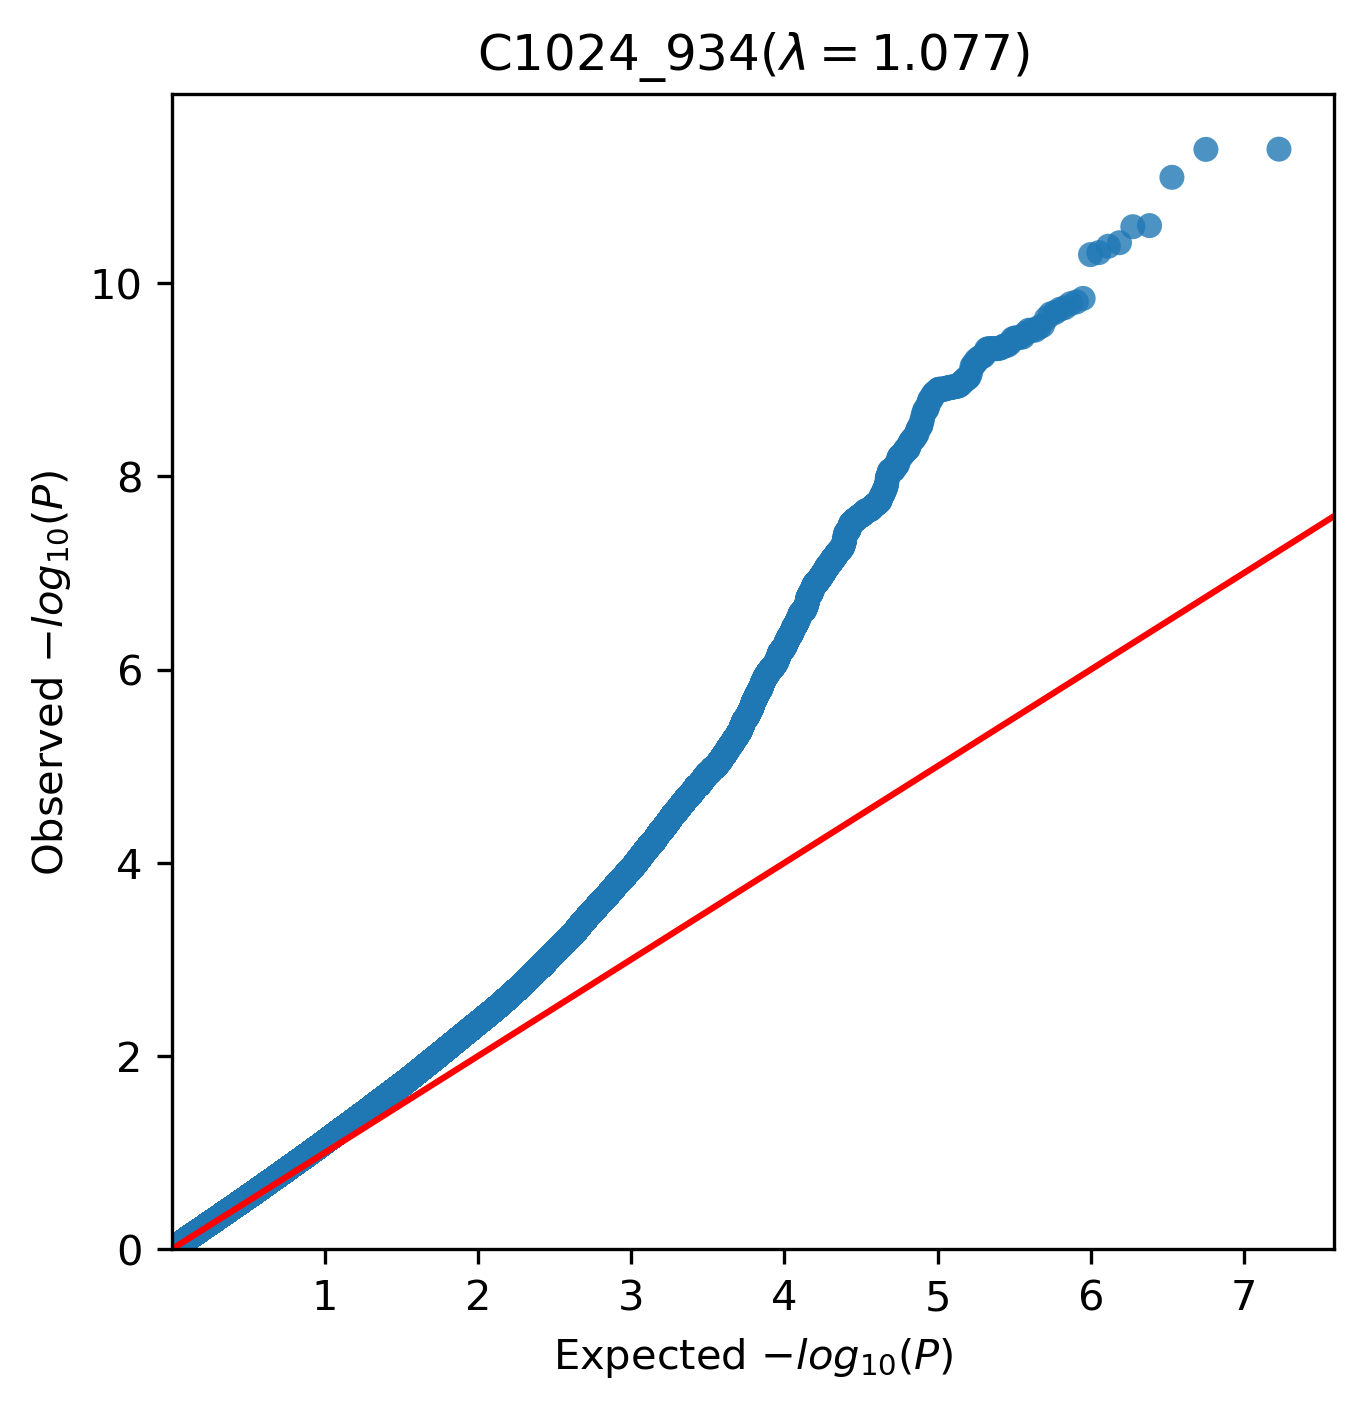 C1024_934(λ = 1.077)
Observed −log₁₀(P)
10
8
6
4
2
0
1 2 3 4 5 6 7
Expected −log₁₀(P)